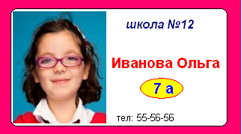 школа №12
Иванова Ольга
7 а
тел: 55-56-56